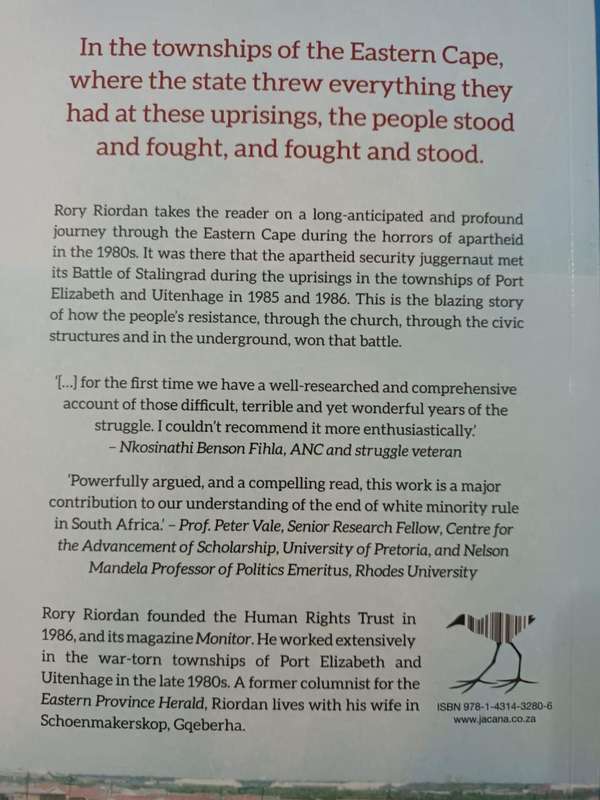 In the townships of the Eastern Cape,
where the state threw everything they
had at these uprisings, the people stood
and fought, and fought and stood.
Rory Riordan takes the reader on a long-anticipated and profound
journey through the Eastern Cape during the horrors of apartheid
in the 1980s. It was there that the apartheid security juggernaut met
its Battle of Stalingrad during the uprisings in the townships of Port
Elizabeth and Uitenhage in 1985 and 1986. This is the blazing story
of how the people's resistance, through the church, through the civic
structures and in the underground, won that battle.
'[...] for the first time we have a well-researched and comprehensive
account of those difficult, terrible and yet wonderful years of the
struggle. I couldn't recommend it more enthusiastically.'
– Nkosinathi Benson Fihla, ANC and struggle veteran
'Powerfully argued, and a compelling read, this work is a major
contribution to our understanding of the end of white minority rule
in South Africa.' – Prof. Peter Vale, Senior Research Fellow, Centre for
the Advancement of Scholarship, University of Pretoria, and Nelson
Mandela Professor of Politics Emeritus, Rhodes University
Rory Riordan founded the Human Rights Trust in
1986, and its magazine Monitor. He worked extensively
in the war-torn townships of Port Elizabeth and
Uitenhage in the late 1980s. A former columnist for the
Eastern Province Herald, Riordan lives with his wife in
Schoenmakerskop, Gqeberha.
ISBN 978-1-4314-3280-6
www.jacana.co.za